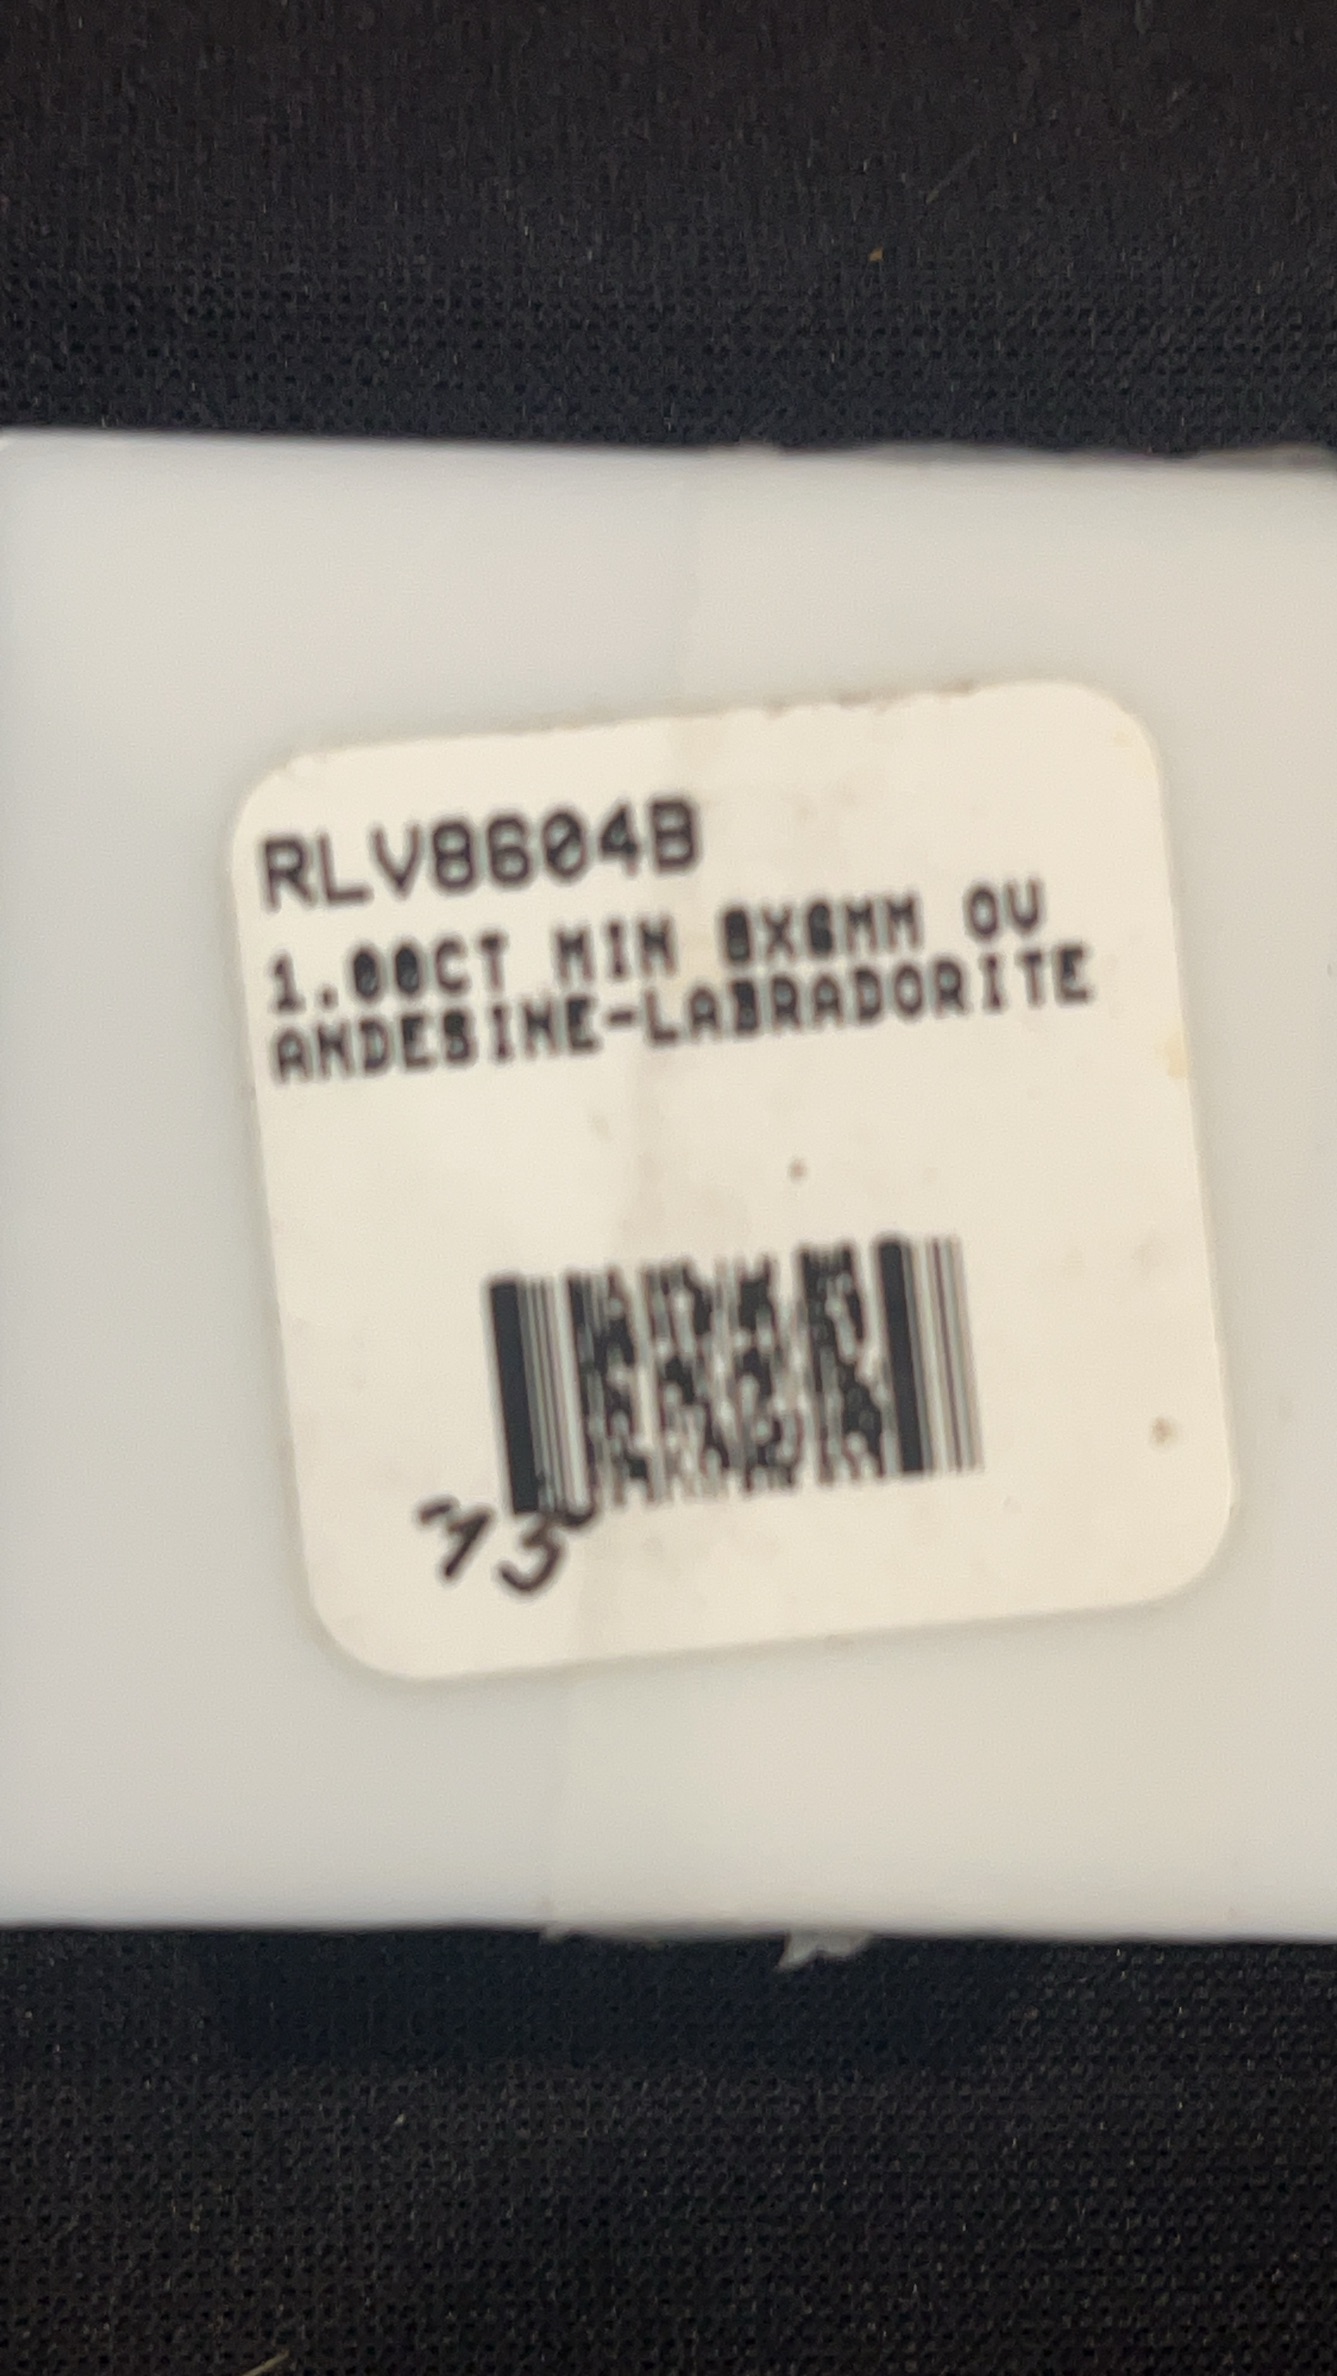 RLV8604B
1.00CT MIN 8X6MM OV
ANDESINE-LABRADORITE